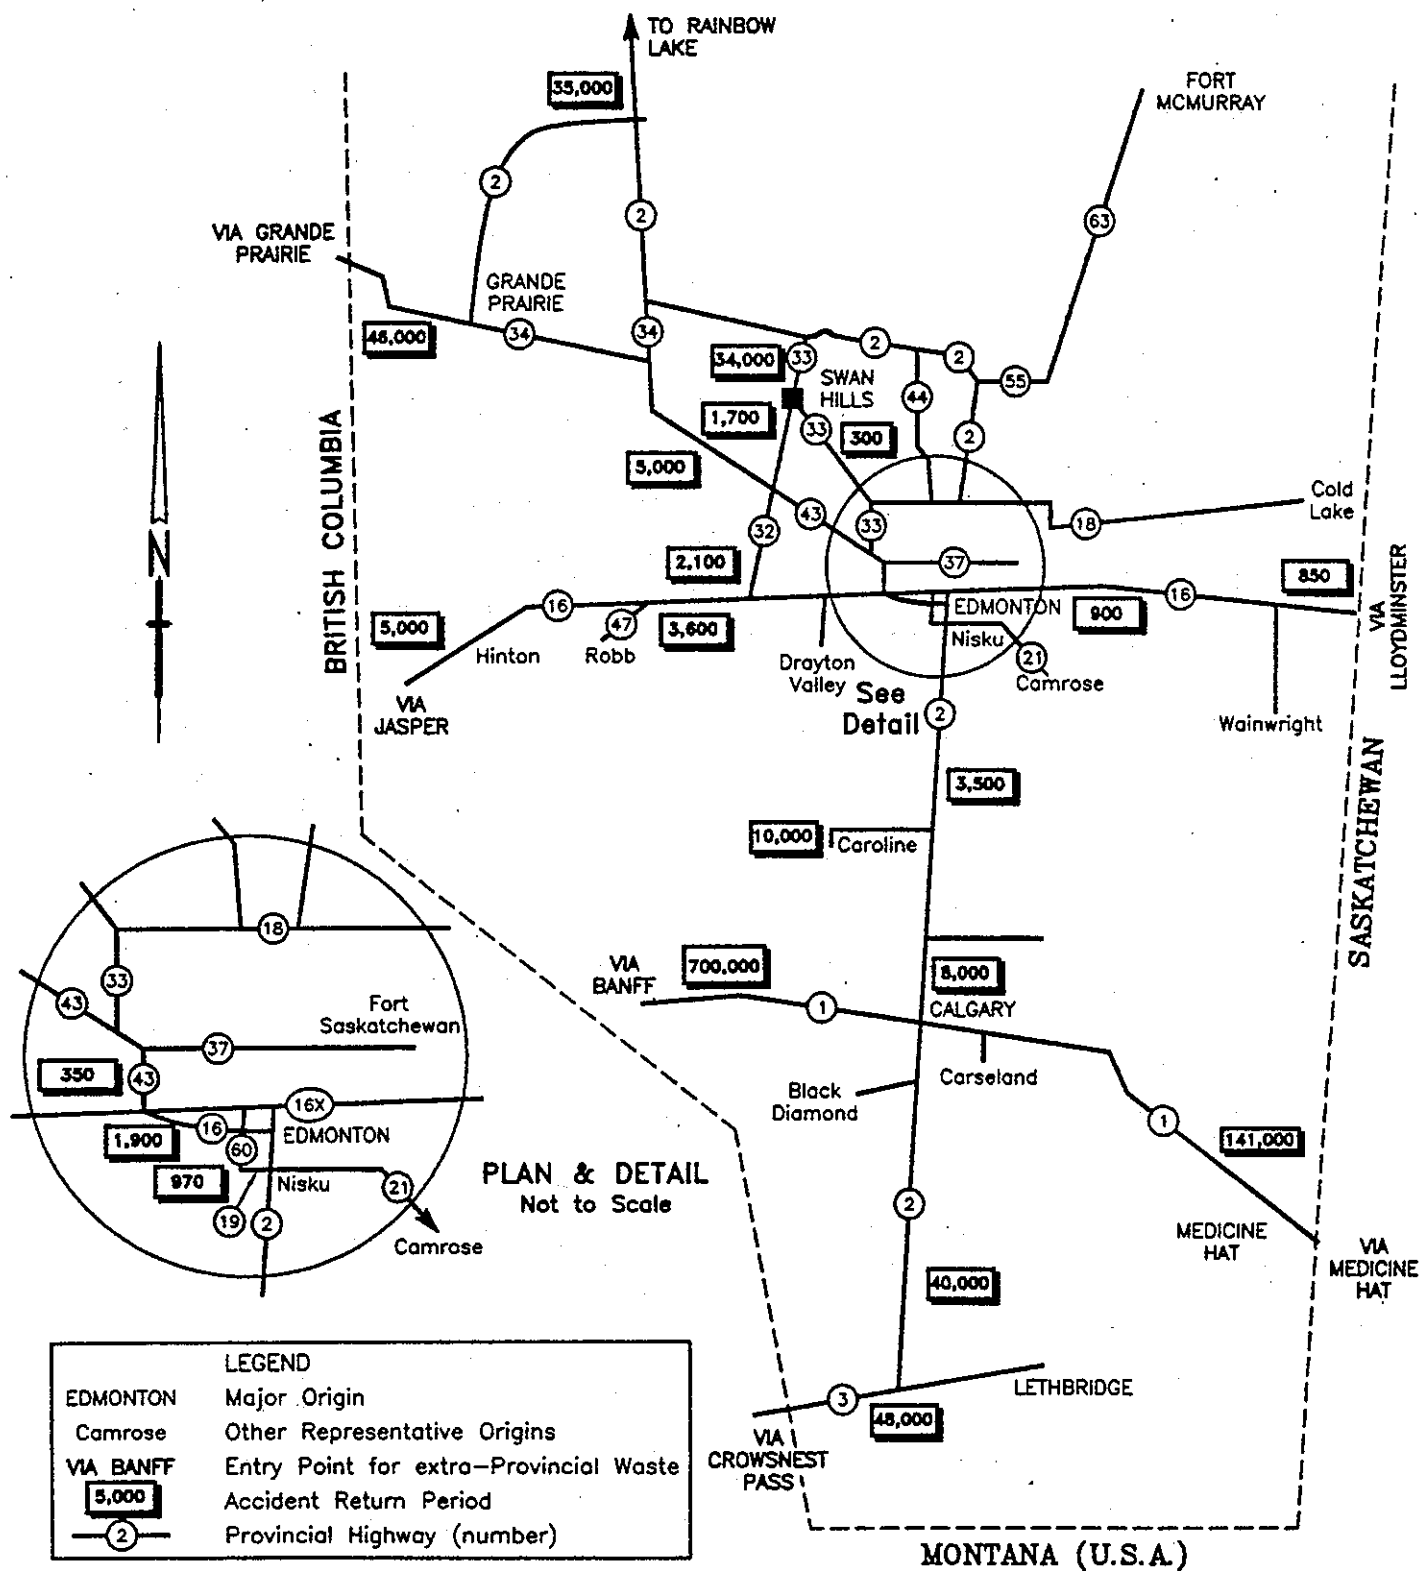 TO RAINBOW
LAKE
35,000
FORT
MCMURRAY
2
2
63
VIA GRANDE
PRAIRIE
GRANDE
PRAIRIE
46,000
34
34
34,000
33
2
2
55
SWAN
HILLS
44
1,700
33
300
2
5,000
BRITISH COLUMBIA
N
43
32
33
18
Cold
Lake
2,100
37
850
16
47
3,600
5,000
EDMONTON
900
16
VIA
LLOYDMINSTER
Hinton
Robb
Drayton
Valley
Nisku
21
Camrose
VIA
JASPER
See
Detail
2
Wainwright
3,500
SASKATCHEWAN
10,000
Caroline
18
33
43
Fort
Saskatchewan
37
350
43
16X
1,900
16
60
EDMONTON
970
Nisku
21
19
2
Camrose
PLAN & DETAIL
Not to Scale
VIA
BANFF
700,000
8,000
1
CALGARY
Carseland
Black
Diamond
1
141,000
2
MEDICINE
HAT
VIA
MEDICINE
HAT
40,000
LETHBRIDGE
3
48,000
VIA
CROWSNEST
PASS
LEGEND
EDMONTON Major Origin
Camrose Other Representative Origins
VIA BANFF Entry Point for extra-Provincial Waste
5,000 Accident Return Period
2 Provincial Highway (number)
MONTANA (U.S.A.)